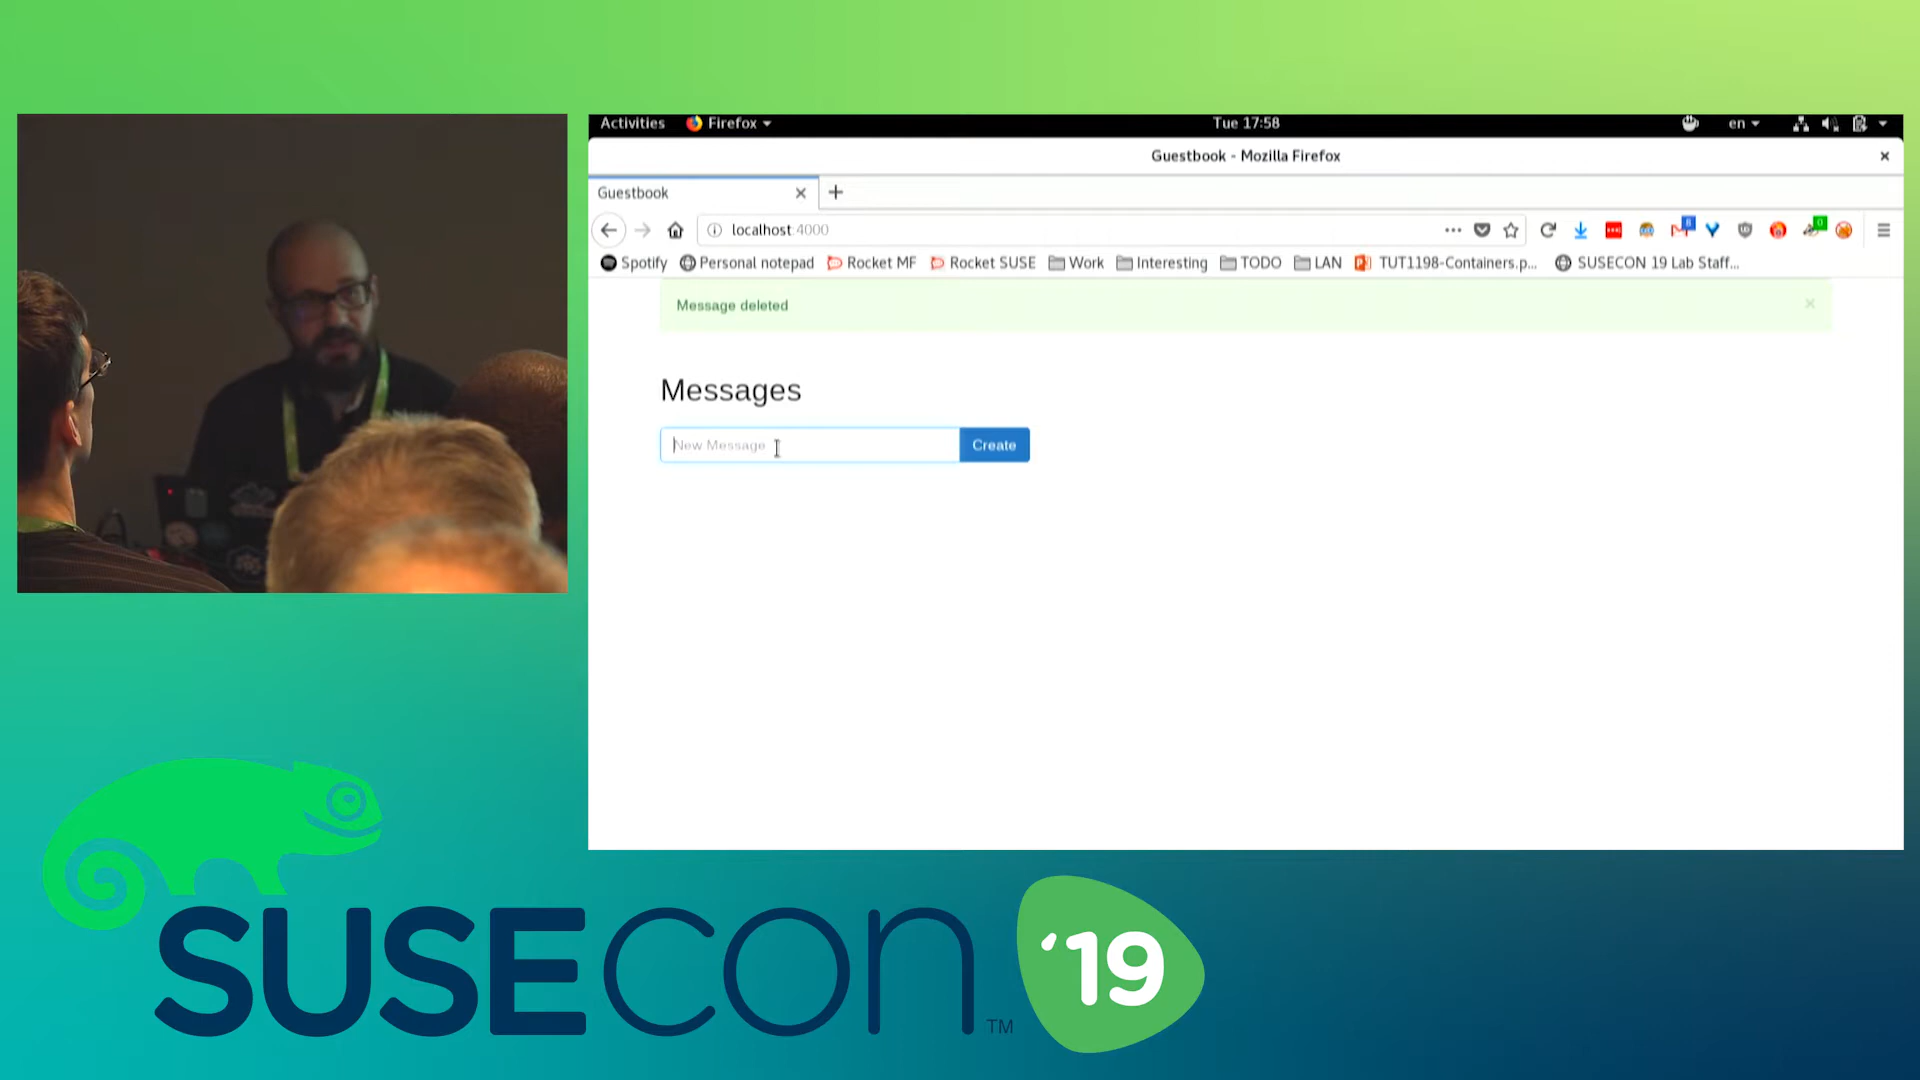 Activities Firefox Tue 17:58 en
Guestbook - Mozilla Firefox
Guestbook
localhost:4000
Spotify Personal notepad Rocket MF Rocket SUSE Work Interesting TODO LAN TUT1198-Containers.p... SUSECON 19 Lab Staff...
Message deleted
Messages
New Message Create
SUSECON TM '19